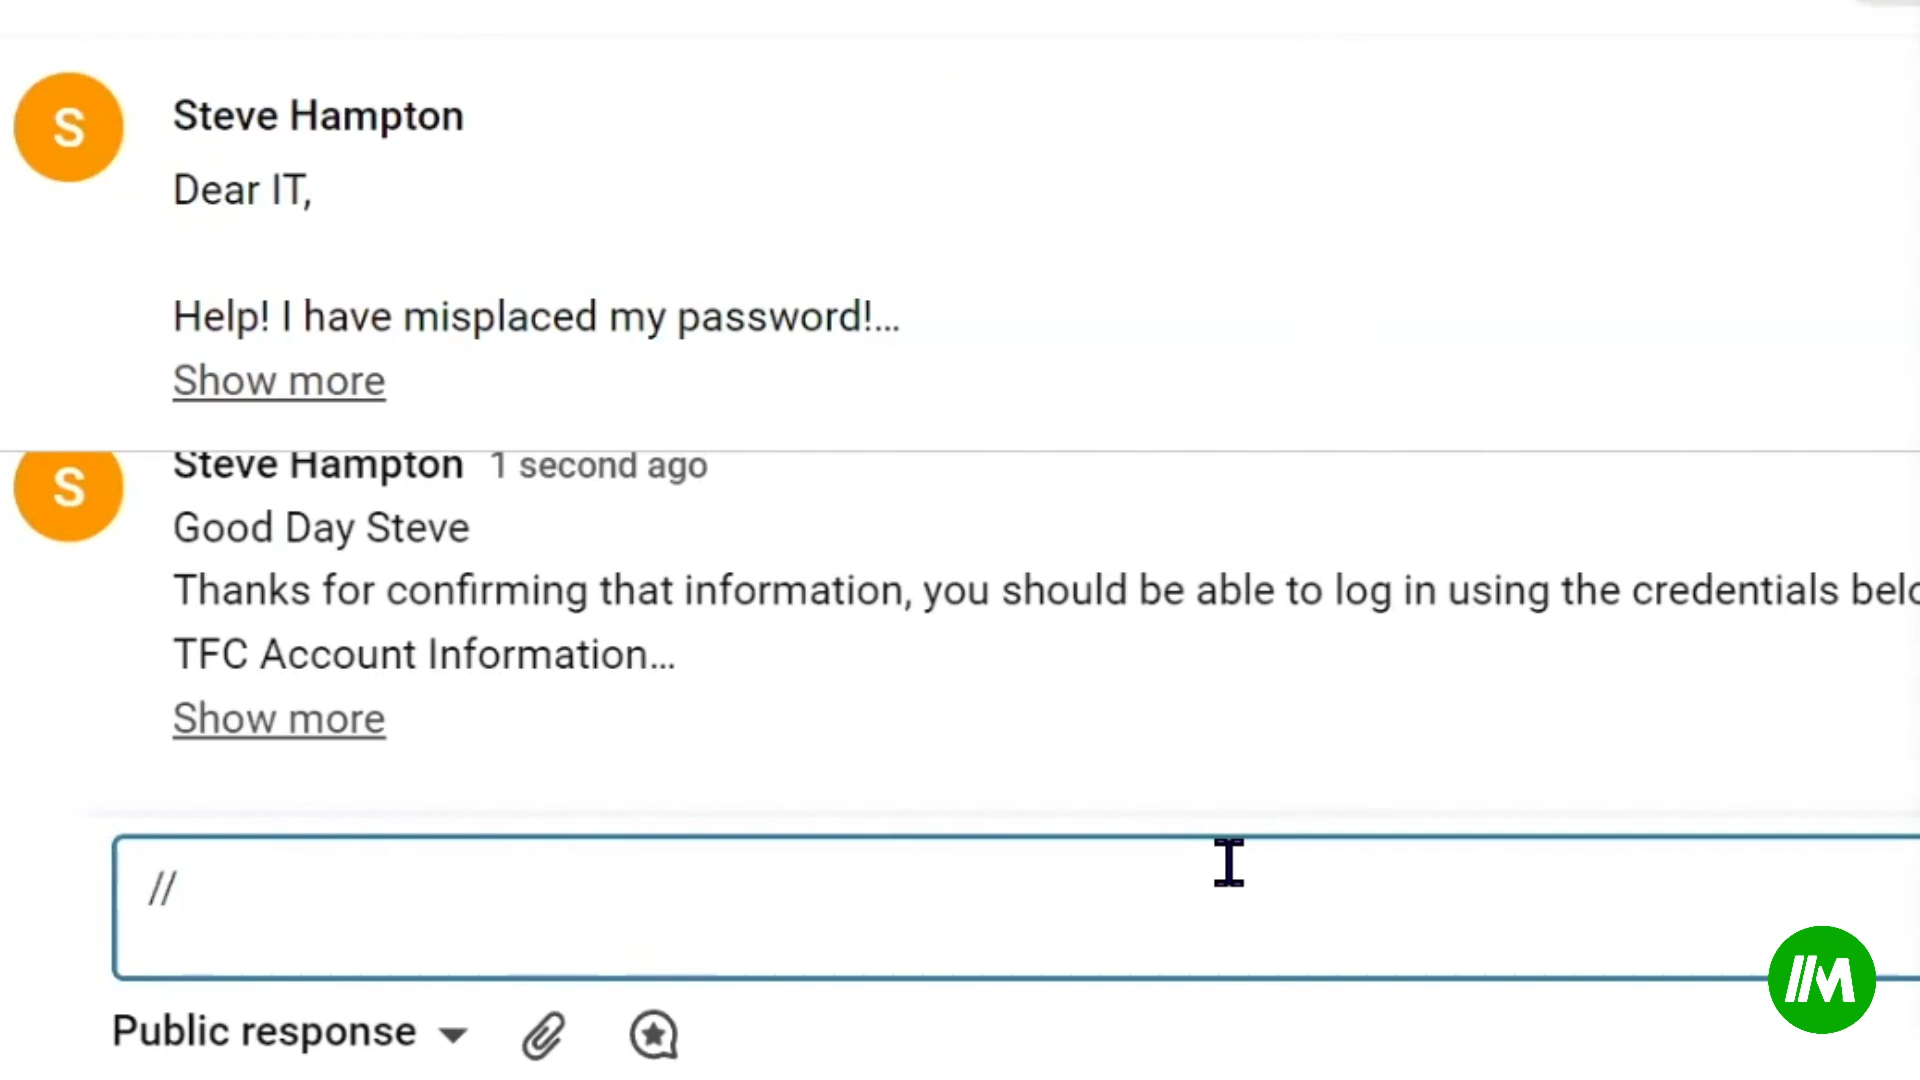 S
Steve Hampton
Dear IT,
Help! I have misplaced my password!...
Show more
S
Steve Hampton 1 second ago
Good Day Steve
Thanks for confirming that information, you should be able to log in using the credentials
TFC Account Information...
Show more
//
//M
Public response